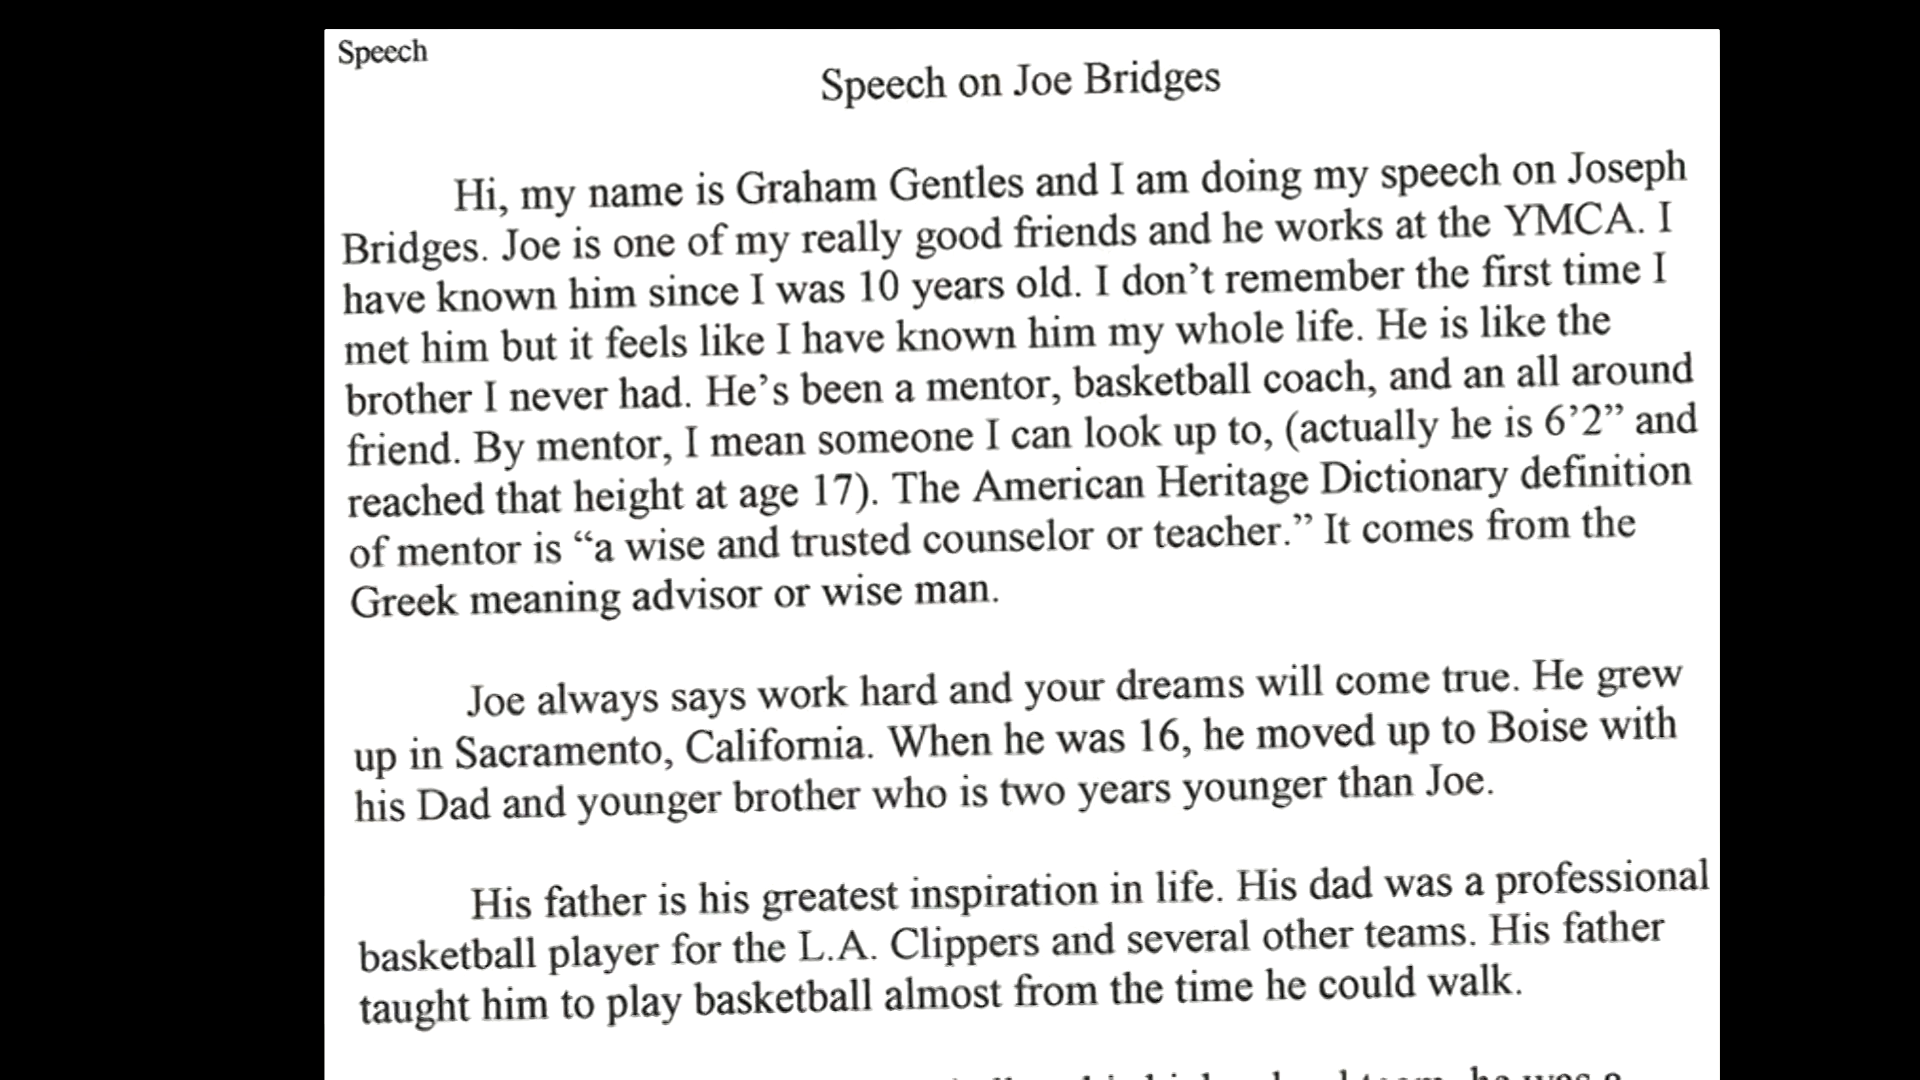 Speech
Speech on Joe Bridges
Hi, my name is Graham Gentles and I am doing my speech on Joseph
Bridges. Joe is one of my really good friends and he works at the YMCA. I
have known him since I was 10 years old. I don’t remember the first time I
met him but it feels like I have known him my whole life. He is like the
brother I never had. He’s been a mentor, basketball coach, and an all around
friend. By mentor, I mean someone I can look up to, (actually he is 6’2” and
reached that height at age 17). The American Heritage Dictionary definition
of mentor is “a wise and trusted counselor or teacher.” It comes from the
Greek meaning advisor or wise man.
Joe always says work hard and your dreams will come true. He grew
up in Sacramento, California. When he was 16, he moved up to Boise with
his Dad and younger brother who is two years younger than Joe.
His father is his greatest inspiration in life. His dad was a professional
basketball player for the L.A. Clippers and several other teams. His father
taught him to play basketball almost from the time he could walk.
he was a